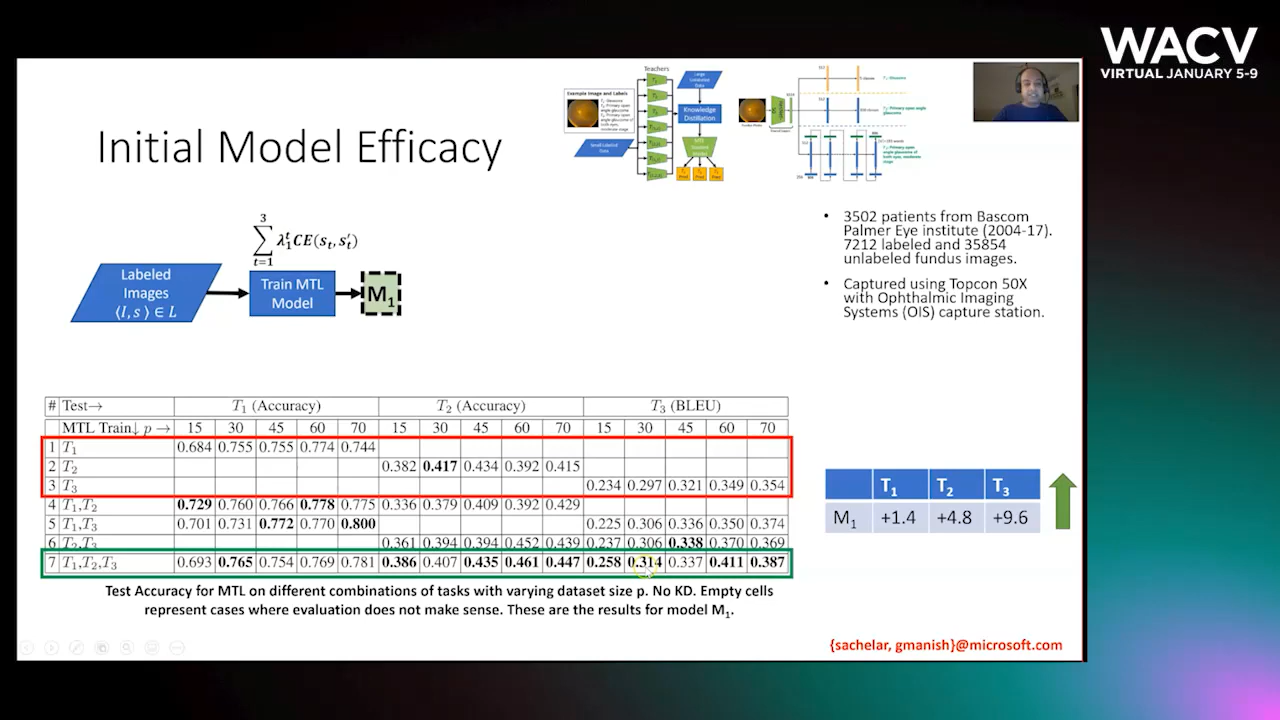 WACV
VIRTUAL JANUARY 5-9
Initial Model Efficacy
Teachers
Example Image and Labels
Large Unlabeled Data
Knowledge Distillation
Small Labeled Data
MTL Student Model
3502 patients from Bascom
Palmer Eye institute (2004-17).
7212 labeled and 35854
unlabeled fundus images.
Captured using Topcon 50X
with Ophthalmic Imaging
Systems (OIS) capture station.
3
∑ λ₁ᵗCE(sₜ, s′ₜ)
t=1
Labeled
Images
⟨I, s⟩ ∈ L
Train MTL
Model
M₁
# Test→ T₁ (Accuracy) T₂ (Accuracy) T₃ (BLEU)
MTL Train↓ p → 15 30 45 60 70 15 30 45 60 70 15 30 45 60 70
1 T₁ 0.684 0.755 0.755 0.774 0.744
2 T₂ 0.382 0.417 0.434 0.392 0.415
3 T₃ 0.234 0.297 0.321 0.349 0.354
4 T₁,T₂ 0.729 0.760 0.766 0.778 0.775 0.336 0.379 0.409 0.392 0.429
5 T₁,T₃ 0.701 0.731 0.772 0.770 0.800 0.225 0.306 0.336 0.350 0.374
6 T₂,T₃ 0.361 0.394 0.394 0.452 0.439 0.237 0.306 0.338 0.370 0.369
7 T₁,T₂,T₃ 0.693 0.765 0.754 0.769 0.781 0.386 0.407 0.435 0.461 0.447 0.258 0.314 0.337 0.411 0.387
T₁ T₂ T₃
M₁ +1.4 +4.8 +9.6
Test Accuracy for MTL on different combinations of tasks with varying dataset size p. No KD. Empty cells
represent cases where evaluation does not make sense. These are the results for model M₁.
{sachelar, gmanish}@microsoft.com